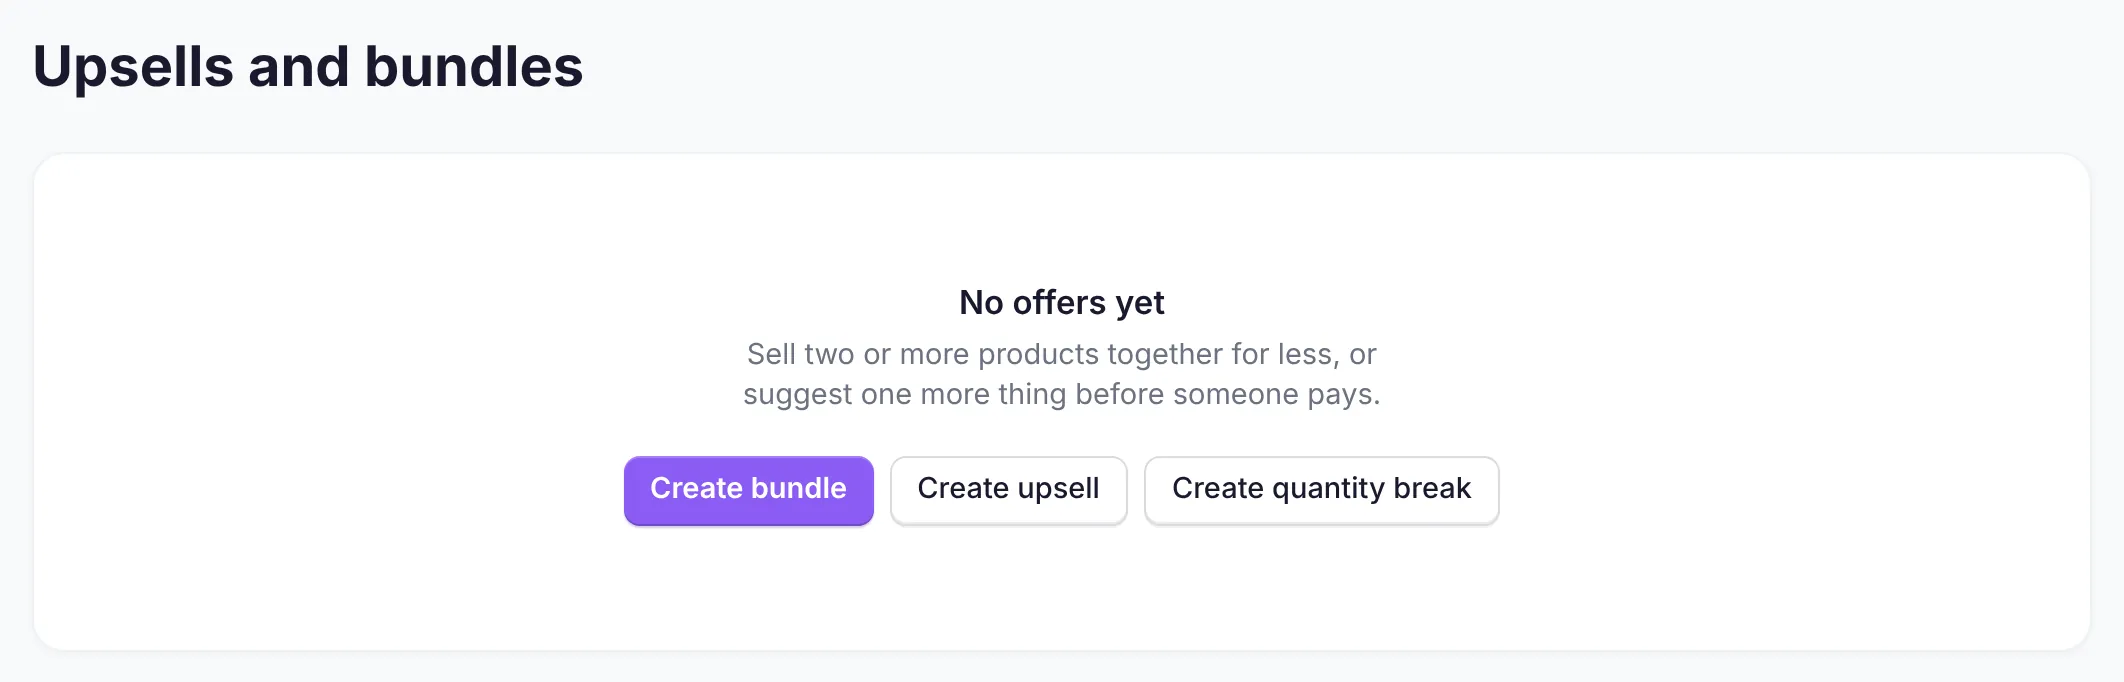 Upsells and bundles
No offers yet
Sell two or more products together for less, or
suggest one more thing before someone pays.
Create bundle
Create upsell
Create quantity break